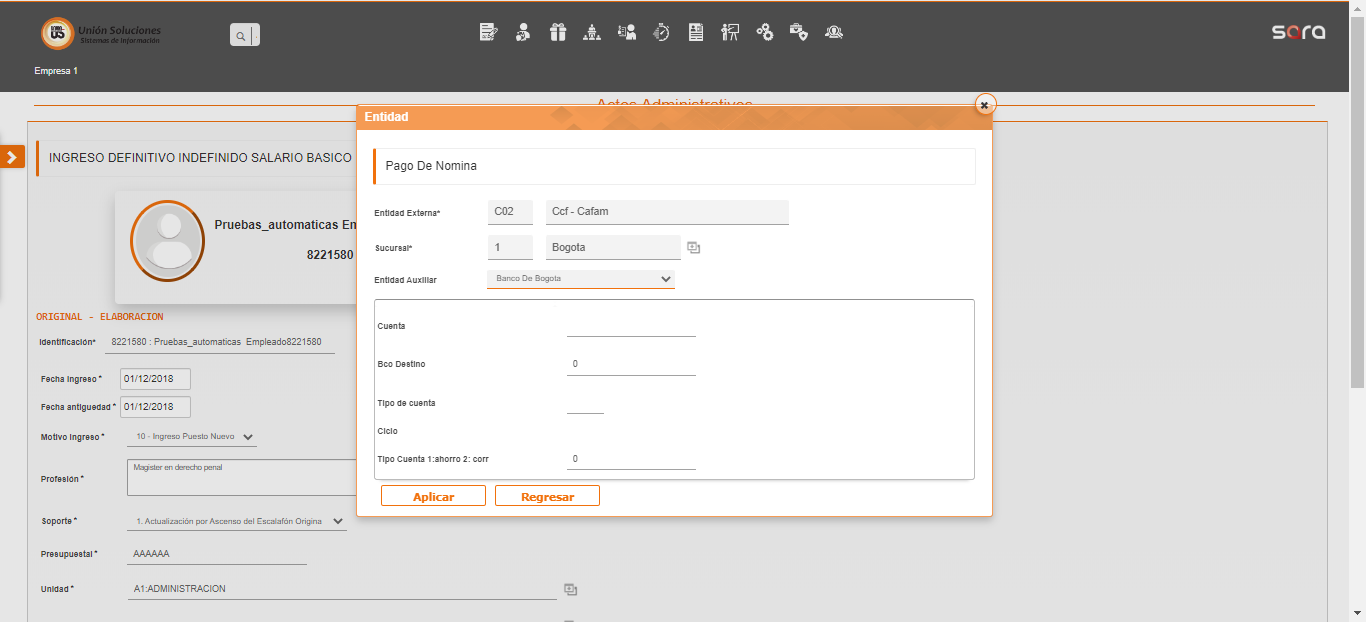 Unión Soluciones
Sistemas de Información
sara
Empresa 1
Actos Administrativos
Entidad
INGRESO DEFINITIVO INDEFINIDO SALARIO BASICO
Pago De Nomina
Pruebas_automaticas Em
8221580
Entidad Externa* C02 Ccf - Cafam
Sucursal* 1 Bogota
Entidad Auxiliar Banco De Bogota
ORIGINAL - ELABORACION
Identificación* 8221580 : Pruebas_automaticas Empleado8221580
Fecha Ingreso * 01/12/2018
Fecha antiguedad * 01/12/2018
Motivo Ingreso * 10 - Ingreso Puesto Nuevo
Profesión * Magister en derecho penal
Soporte * 1. Actualización por Ascenso del Escalafón Origina
Presupuestal * AAAAAA
Unidad * A1:ADMINISTRACION
Cuenta
Bco Destino 0
Tipo de cuenta
Ciclo
Tipo Cuenta 1:ahorro 2: corr 0
Aplicar Regresar